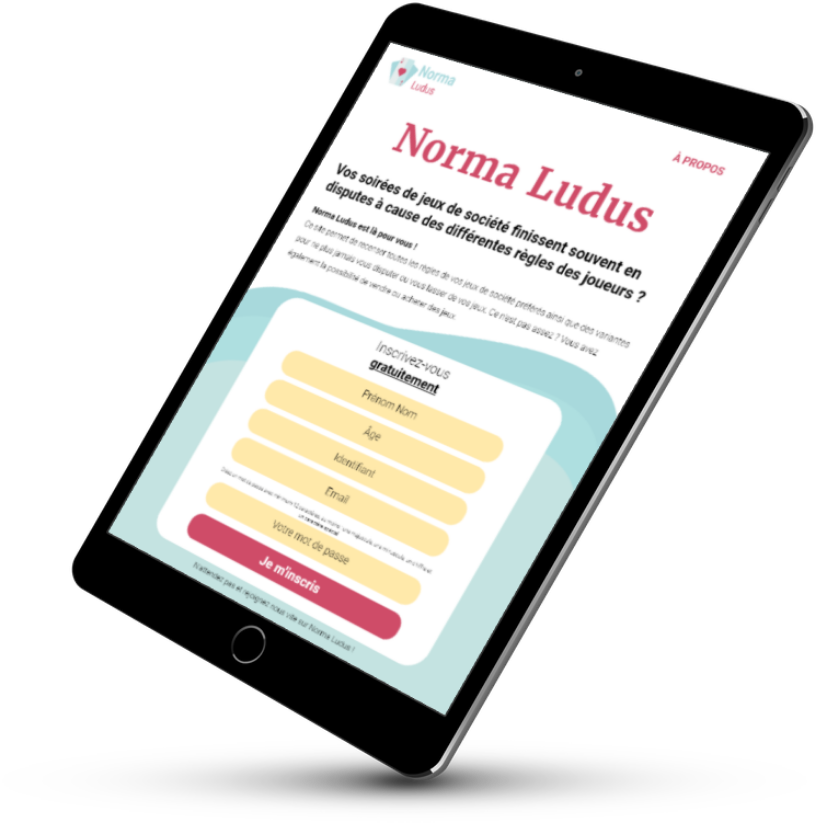 Norma
Ludus
À PROPOS
Norma Ludus
Vos soirées de jeux de société finissent souvent en
disputes à cause des différentes règles des joueurs ?
Norma Ludus est là pour vous !
Ce site permet de recenser toutes les règles de vos jeux de société préférés ainsi que des variantes
pour ne plus jamais vous disputer ou vous lasser de vos jeux. Ce n'est pas assez ? Vous avez
également la possibilité de vendre ou acheter des jeux.
Inscrivez-vous
gratuitement
Prénom Nom
Âge
Identifiant
Email
Votre mot de passe
Je m'inscris
N'attendez pas et rejoignez nous vite sur Norma Ludus !